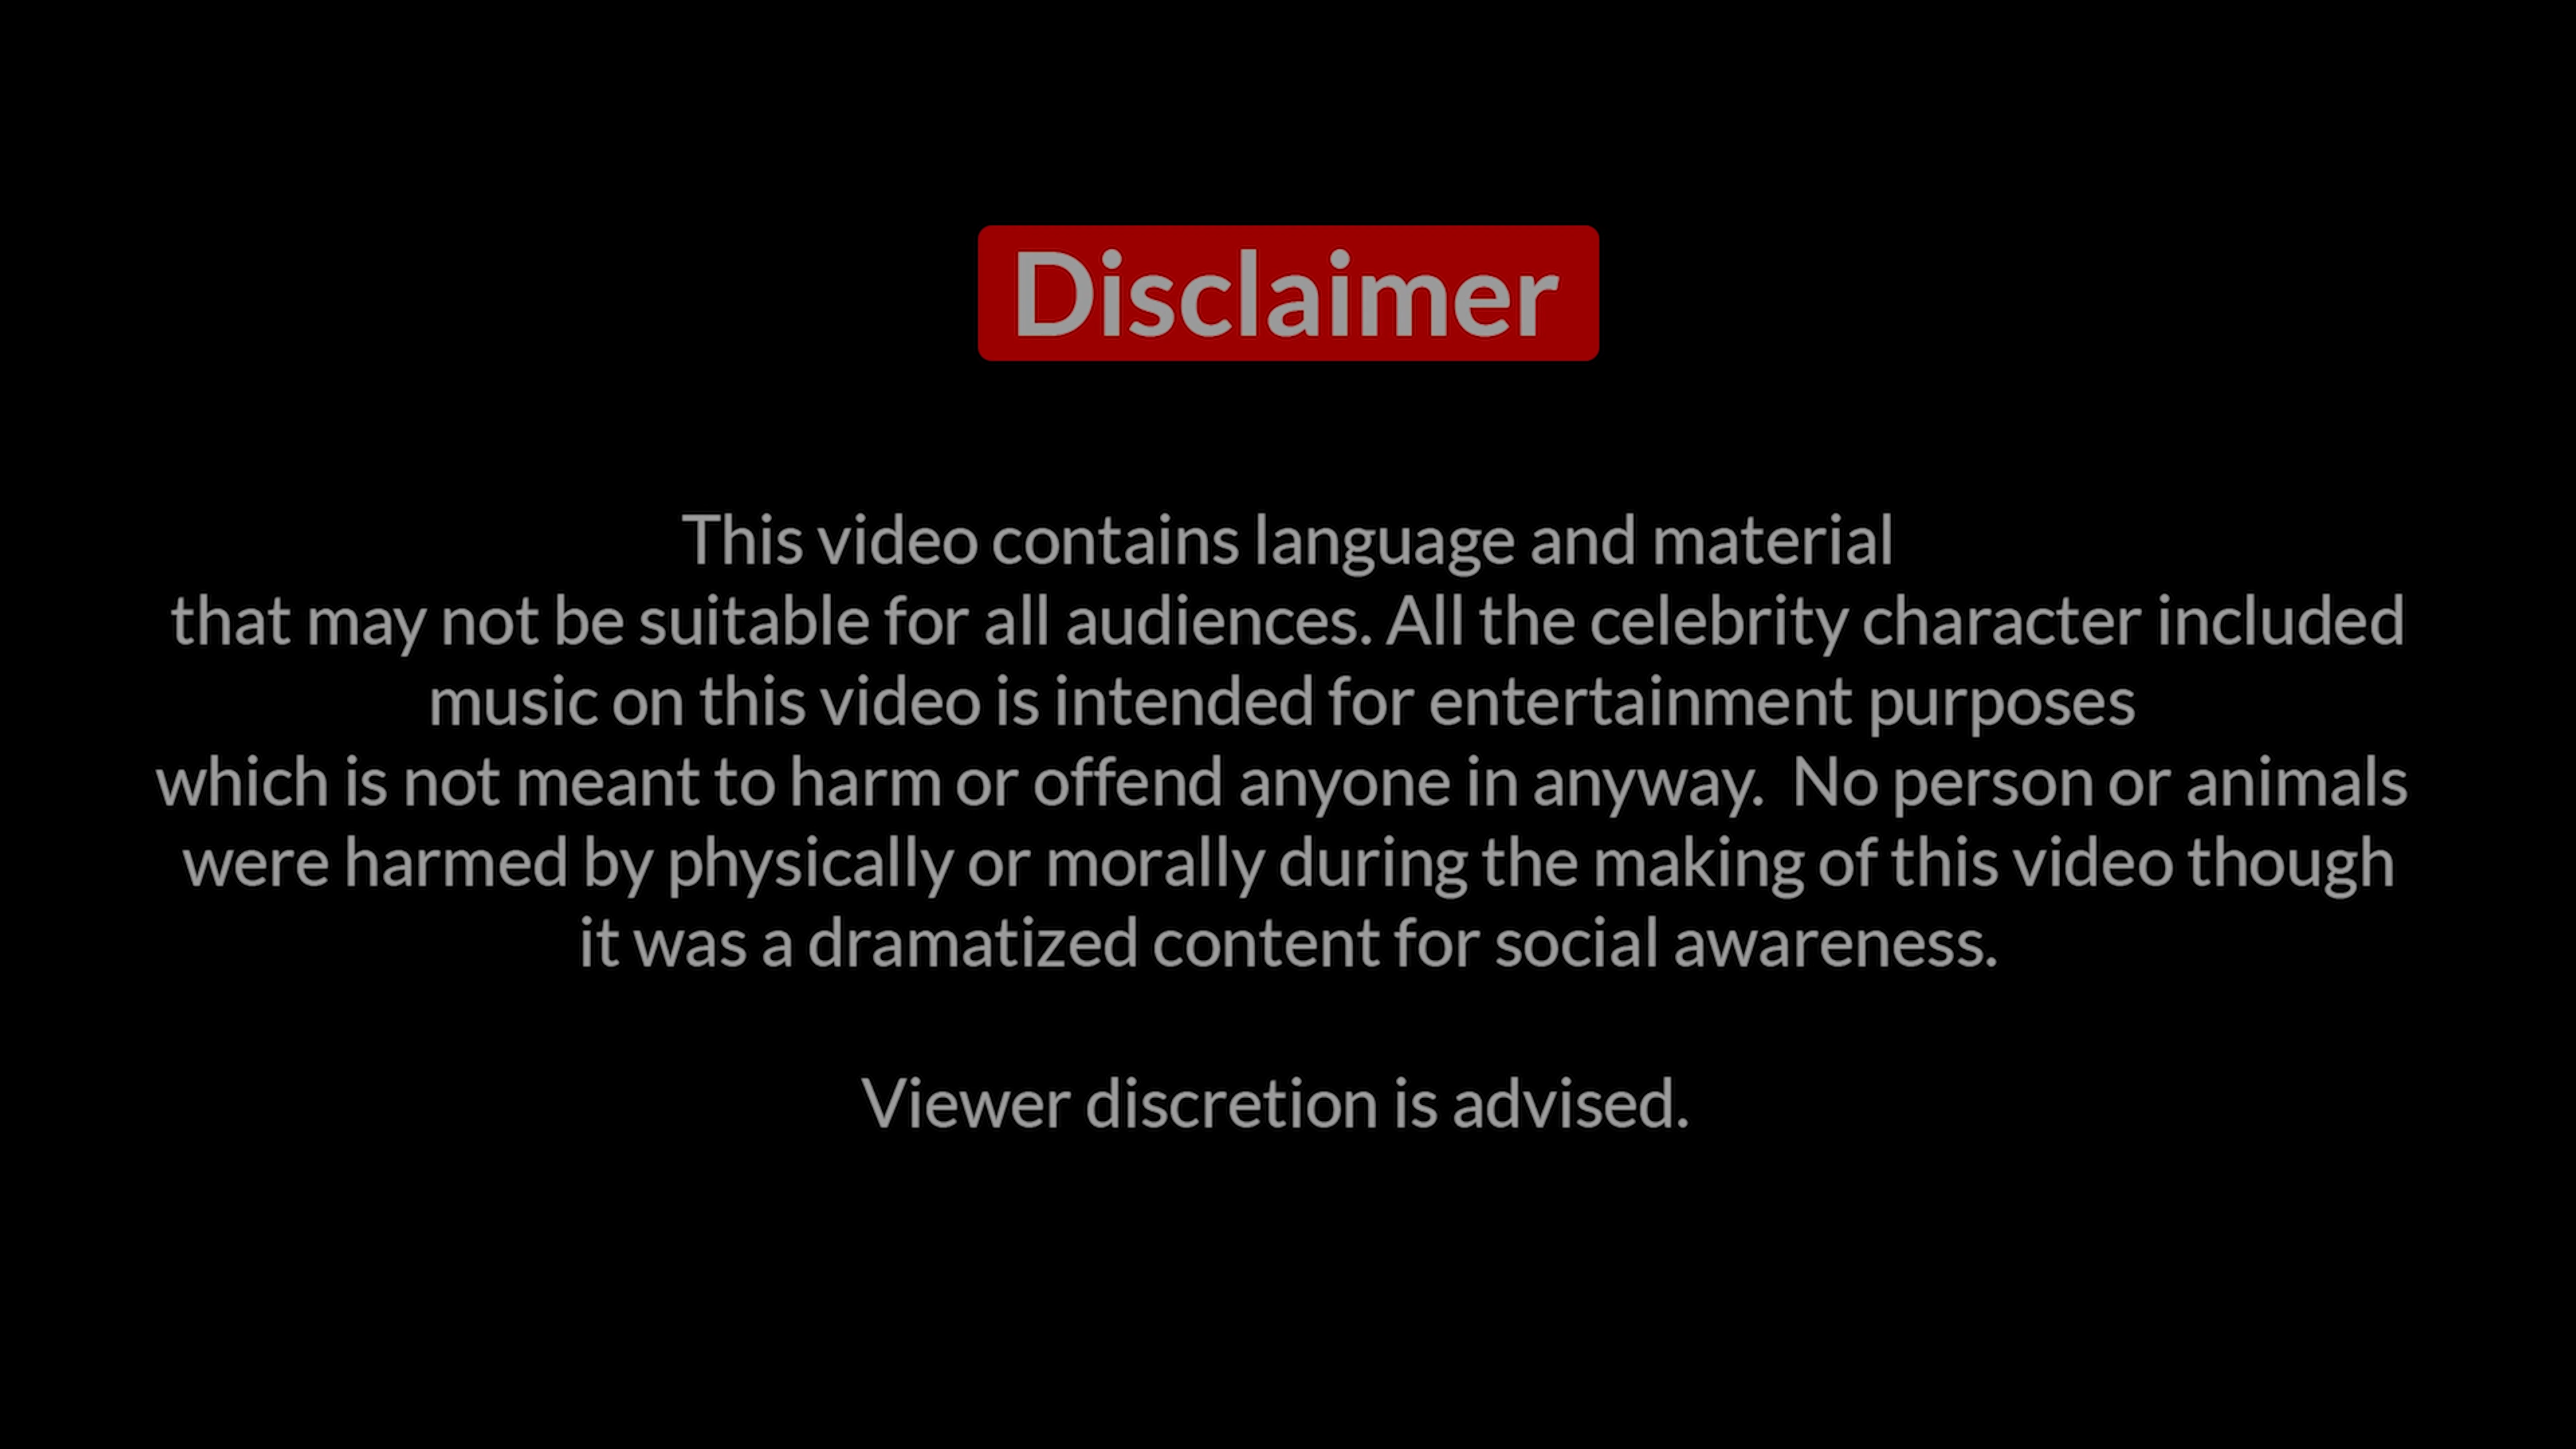 Disclaimer
This video contains language and material
that may not be suitable for all audiences. All the celebrity character included
music on this video is intended for entertainment purposes
which is not meant to harm or offend anyone in anyway.  No person or animals
were harmed by physically or morally during the making of this video though
it was a dramatized content for social awareness.
Viewer discretion is advised.